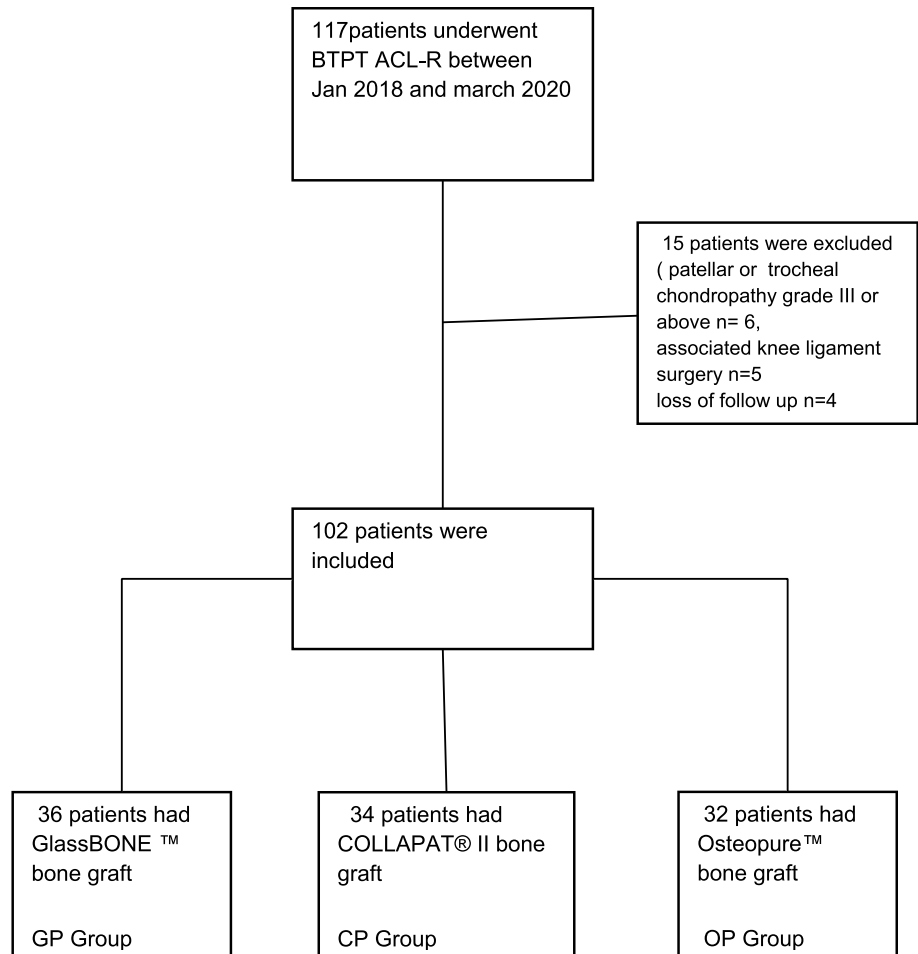 117patients underwent
BTPT ACL-R between
Jan 2018 and march 2020
15 patients were excluded
( patellar or trocheal
chondropathy grade III or
above n= 6,
associated knee ligament
surgery n=5
loss of follow up n=4
102 patients were
included
36 patients had
GlassBONE ™
bone graft
GP Group
34 patients had
COLLAPAT® II bone
graft
CP Group
32 patients had
Osteopure™
bone graft
OP Group